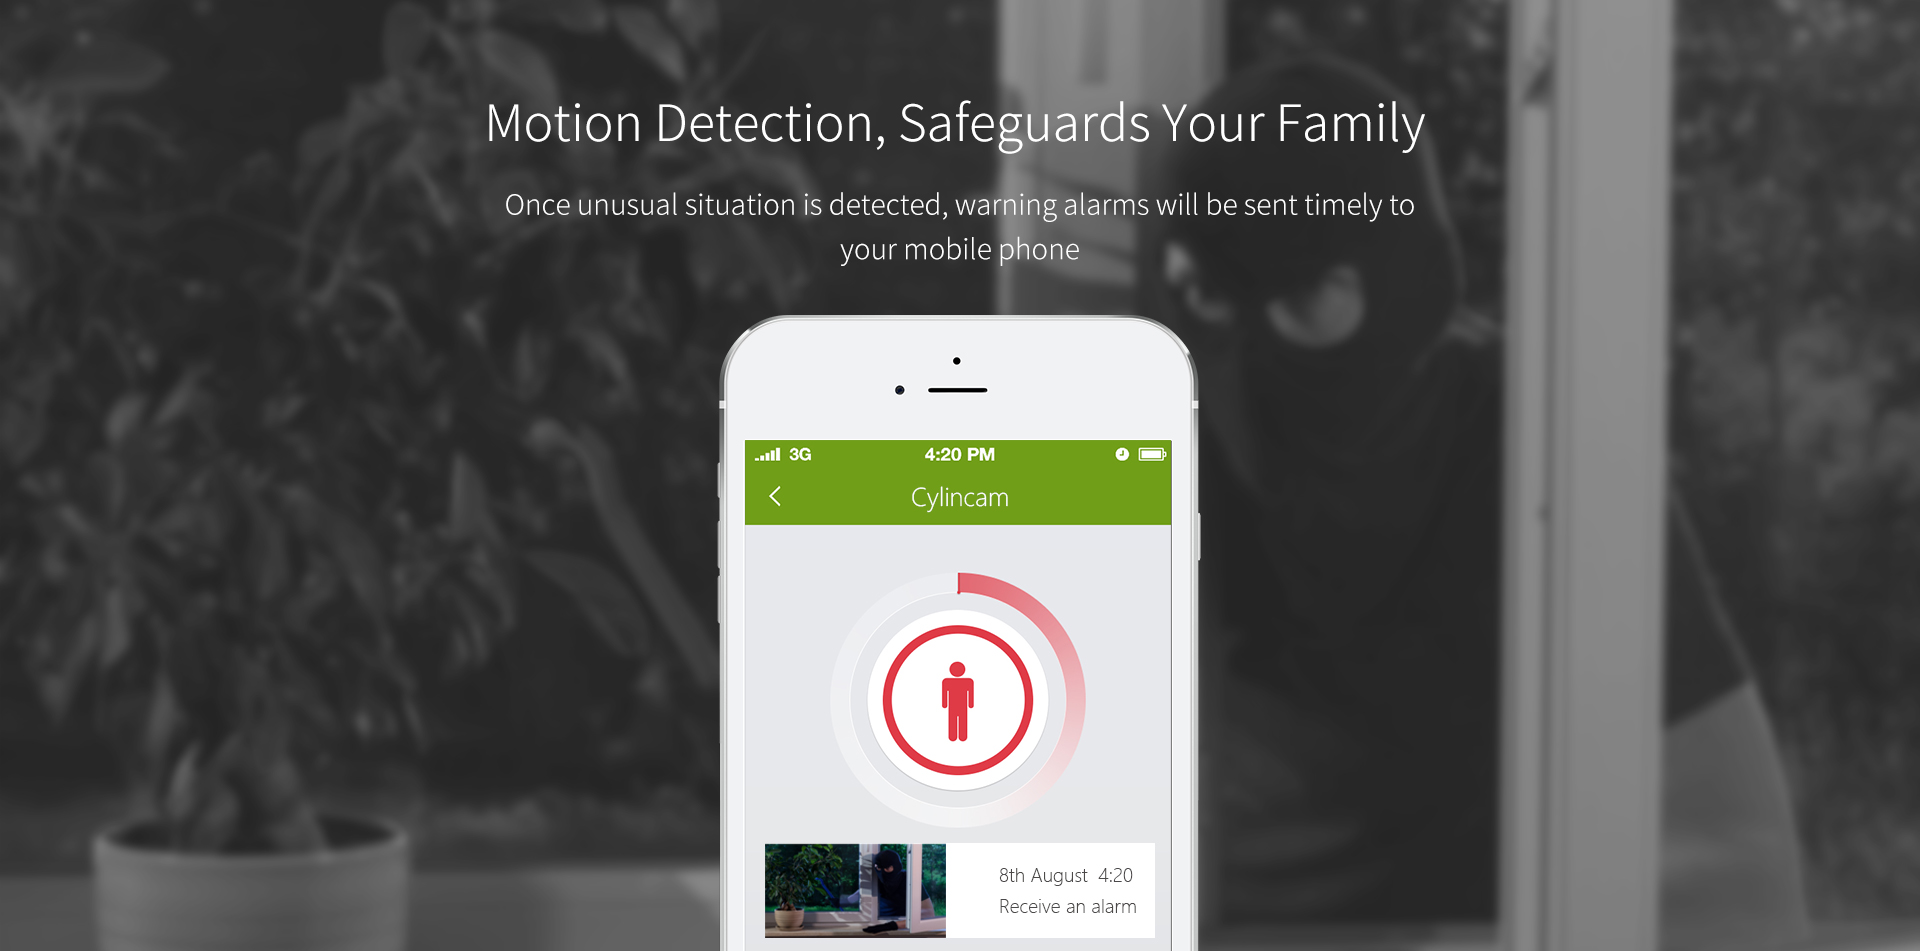 Motion Detection, Safeguards Your Family
Once unusual situation is detected, warning alarms will be sent timely to
your mobile phone
3G 4:20 PM
Cylincam
8th August 4:20
Receive an alarm